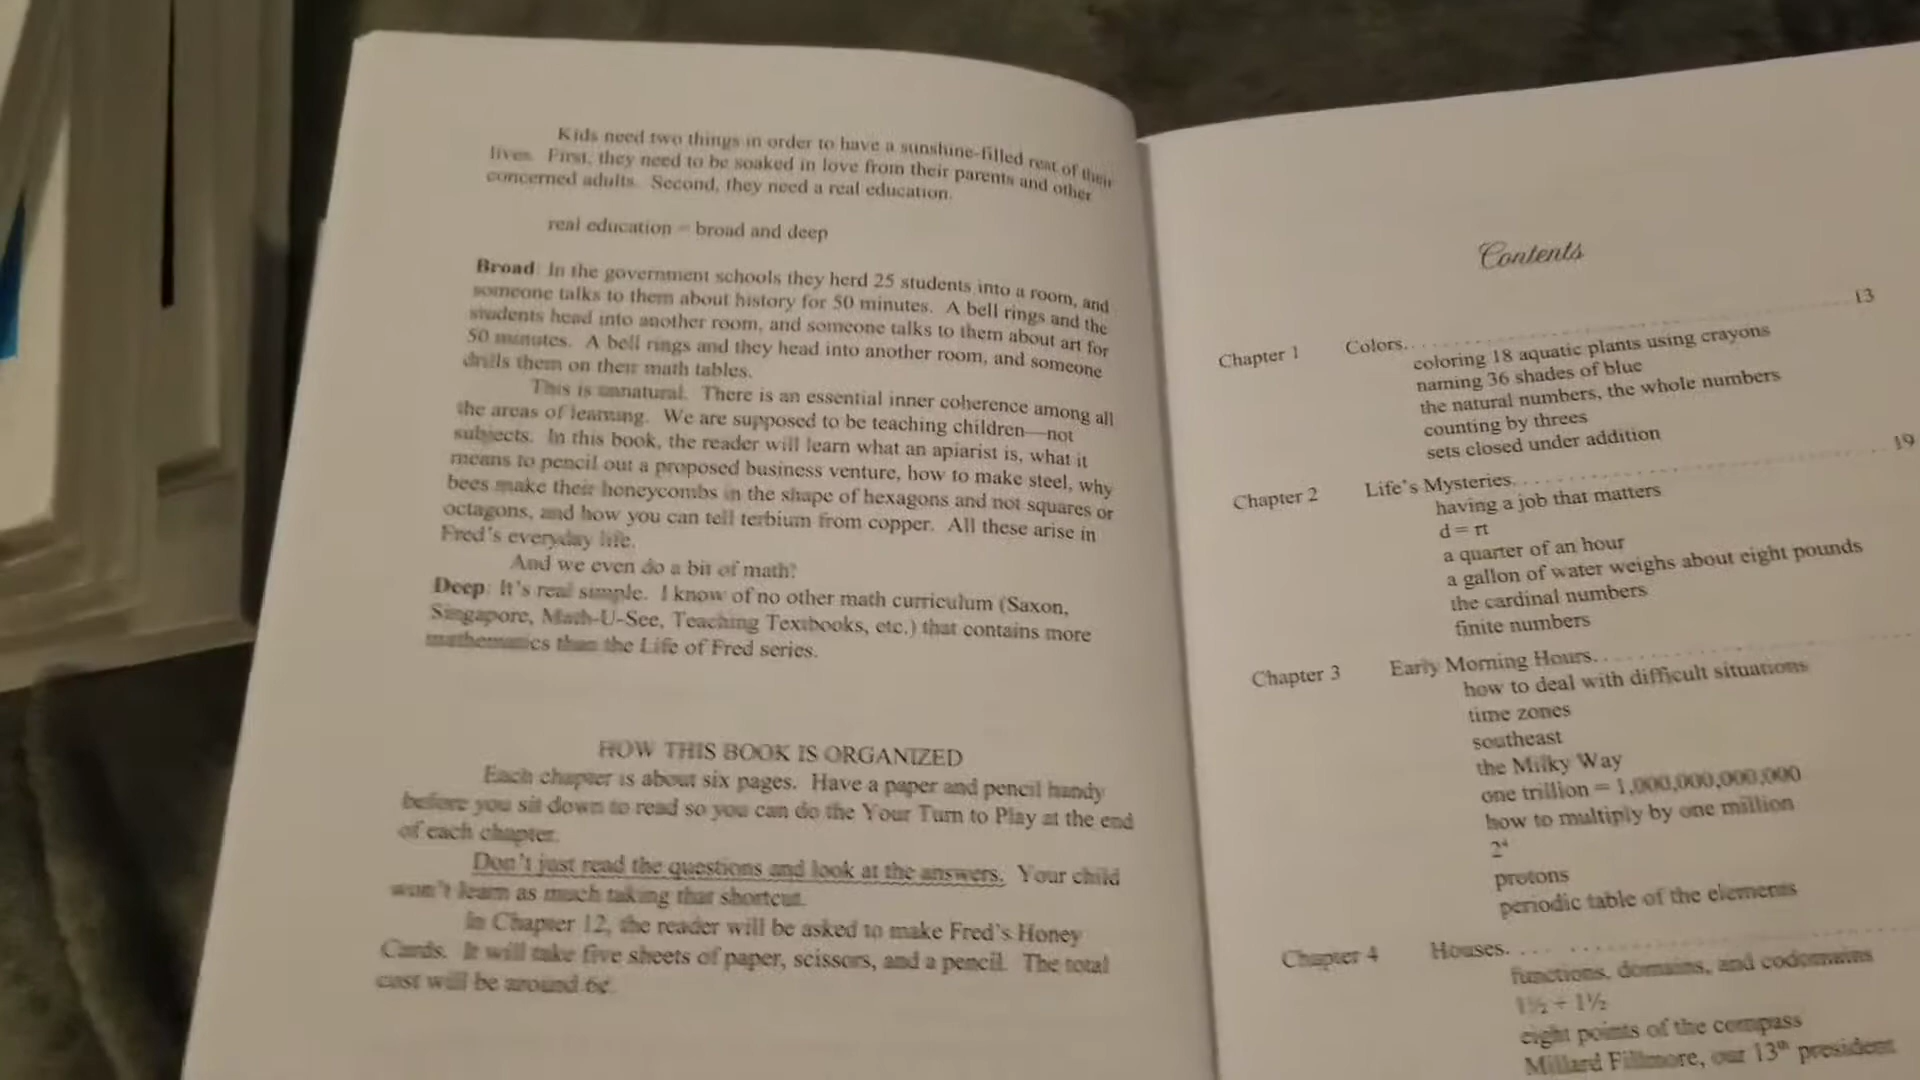 Kids need two things in order to have a sunshine-filled rest of their
lives. First, they need to be soaked in love from their parents and other
concerned adults. Second, they need a real education.
real education = broad and deep
Broad: In the government schools they herd 25 students into a room, and
someone talks to them about history for 50 minutes. A bell rings and the
students head into another room, and someone talks to them about art for
50 minutes. A bell rings and they head into another room, and someone
drills them on their math tables.
This is unnatural. There is an essential inner coherence among all
the areas of learning. We are supposed to be teaching children—not
subjects. In this book, the reader will learn what an apiarist is, what it
means to pencil out a proposed business venture, how to make steel, why
bees make their honeycombs in the shape of hexagons and not squares or
octagons, and how you can tell terbium from copper. All these arise in
Fred's everyday life.
And we even do a bit of math!
Deep: It's real simple. I know of no other math curriculum (Saxon,
Singapore, Math-U-See, Teaching Textbooks, etc.) that contains more
mathematics than the Life of Fred series.
HOW THIS BOOK IS ORGANIZED
Each chapter is about six pages. Have a paper and pencil handy
before you sit down to read so you can do the Your Turn to Play at the end
of each chapter.
Don't just read the questions and look at the answers. Your child
won't learn as much taking that shortcut.
In Chapter 12, the reader will be asked to make Fred's Honey
Cards. It will take five sheets of paper, scissors, and a pencil. The total
cost will be around 6¢.
Contents
Chapter 1 Colors. . . . . . . . . . . . . . . . . . . . 13
coloring 18 aquatic plants using crayons
naming 36 shades of blue
the natural numbers, the whole numbers
counting by threes
sets closed under addition
Chapter 2 Life's Mysteries. . . . . . . . . . . . . . . . . . . . 19
having a job that matters
d = rt
a quarter of an hour
a gallon of water weighs about eight pounds
the cardinal numbers
finite numbers
Chapter 3 Early Morning Hours. . . . . . . . . . . . . . . . . . . .
how to deal with difficult situations
time zones
southeast
the Milky Way
one trillion = 1,000,000,000,000
how to multiply by one million
2⁴
protons
periodic table of the elements
Chapter 4 Houses. . . . . . . . . . . . . . . . . . . .
functions, domains, and codomains
1½ + 1½
eight points of the compass
Millard Fillmore, our 13th president